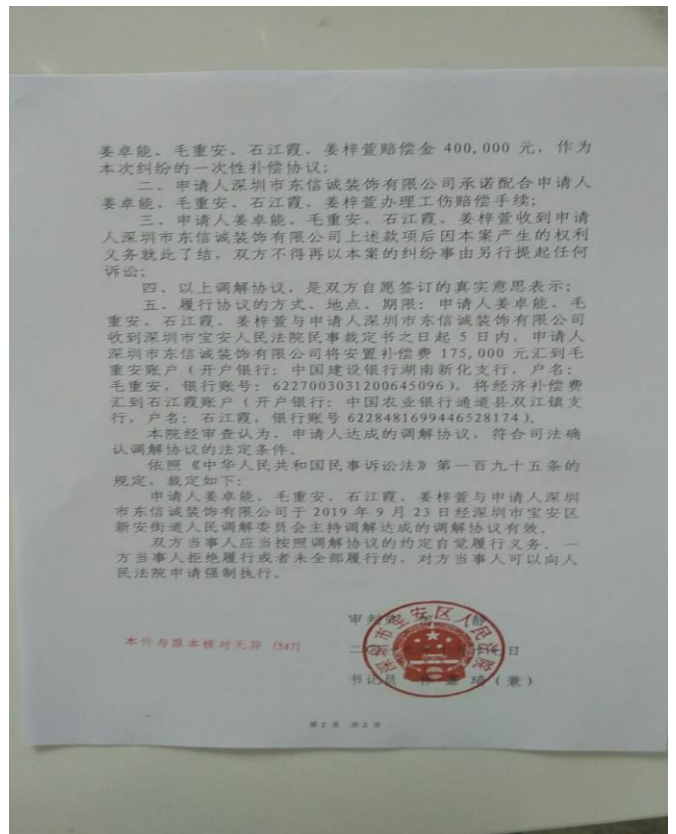 姜卓能、毛重安、石江霞、姜梓萱赔偿金 400,000 元，作为
本次纠纷的一次性补偿协议；
二、申请人深圳市东信诚装饰有限公司承诺配合申请人
姜卓能、毛重安、石江霞、姜梓萱办理工伤赔偿手续；
三、申请人姜卓能、毛重安、石江霞、姜梓萱收到申请
人深圳市东信诚装饰有限公司上述款项后因本案产生的权利
义务就此了结，双方不得再以本案的纠纷事由另行提起任何
诉讼；
四、以上调解协议，是双方自愿签订的真实意思表示；
五、履行协议的方式、地点、期限：申请人姜卓能、毛
重安、石江霞、姜梓萱与申请人深圳市东信诚装饰有限公司
收到深圳市宝安人民法院民事裁定书之日起 5 日内，申请人
深圳市东信诚装饰有限公司将安置补偿费 175,000 元汇到毛
重安账户（开户银行：中国建设银行湖南新化支行，户名：
毛重安，银行账号：6227003031200645096），将经济补偿费
汇到石江霞账户（开户银行：中国农业银行通道县双江镇支
行，户名：石江霞，银行账号 6228481699446528174）。
本院经审查认为，申请人达成的调解协议，符合司法确
认调解协议的法定条件。
依照《中华人民共和国民事诉讼法》第一百九十五条的
规定，裁定如下：
申请人姜卓能、毛重安、石江霞、姜梓萱与申请人深圳
市东信诚装饰有限公司于 2019 年 9 月 23 日经深圳市宝安区
新安街道人民调解委员会主持调解达成的调解协议有效。
双方当事人应当按照调解协议的约定自觉履行义务。一
方当事人拒绝履行或者未全部履行的，对方当事人可以向人
民法院申请强制执行。
审判
深圳市宝安区人民法院
本件与原本核对无异 (347)
日
书记员 琦（兼）
第 2 页 共 2 页